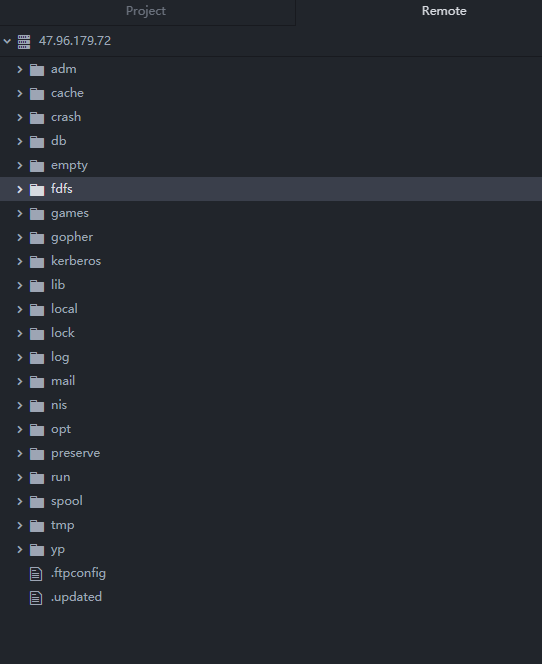 Project Remote
47.96.179.72
adm
cache
crash
db
empty
fdfs
games
gopher
kerberos
lib
local
lock
log
mail
nis
opt
preserve
run
spool
tmp
yp
.ftpconfig
.updated